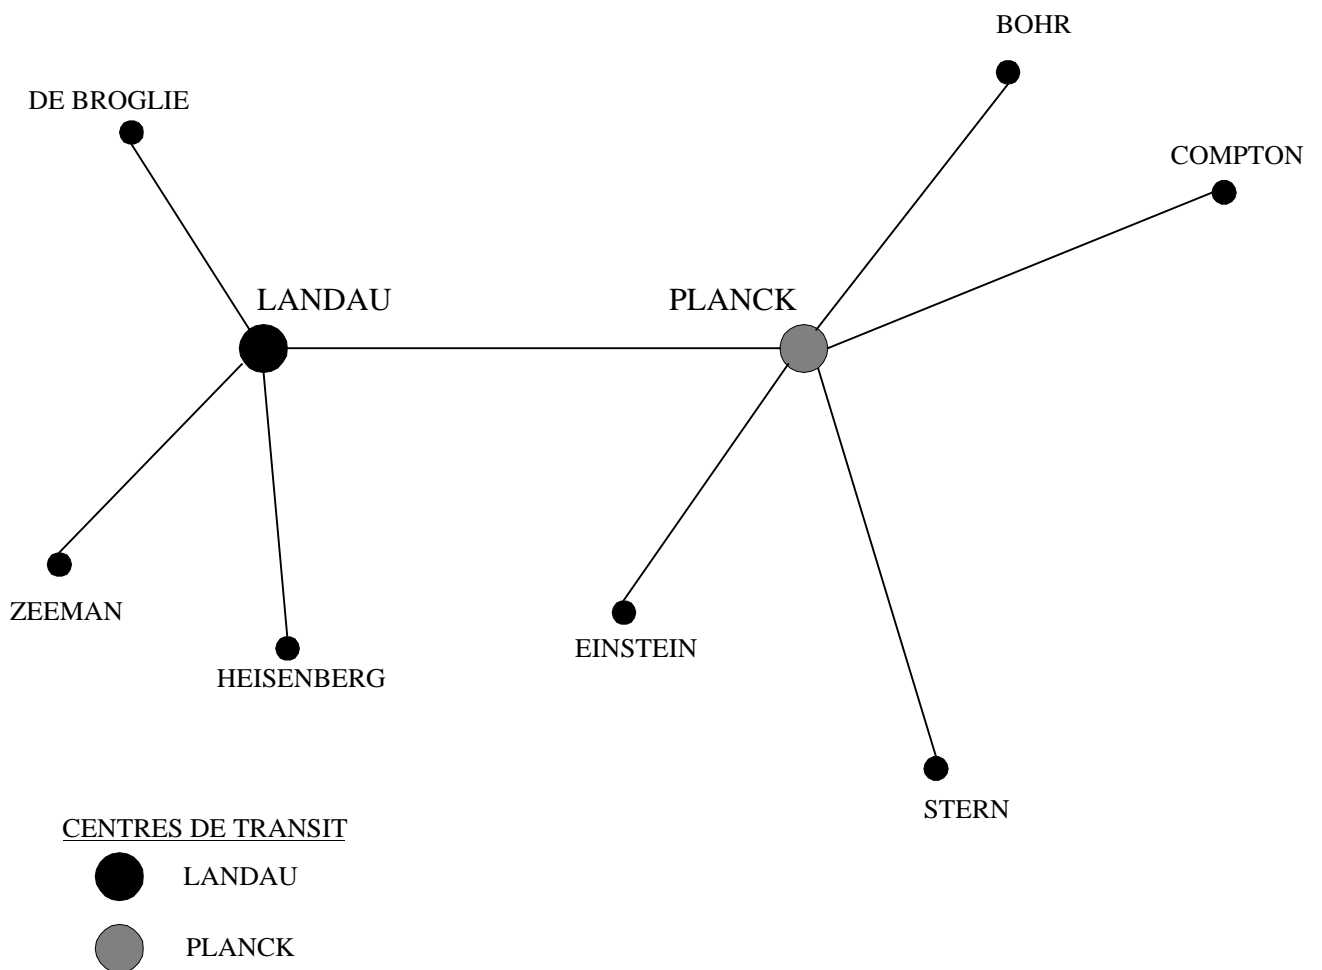 BOHR
DE BROGLIE
COMPTON
LANDAU
PLANCK
ZEEMAN
HEISENBERG
EINSTEIN
STERN
CENTRES DE TRANSIT
LANDAU
PLANCK